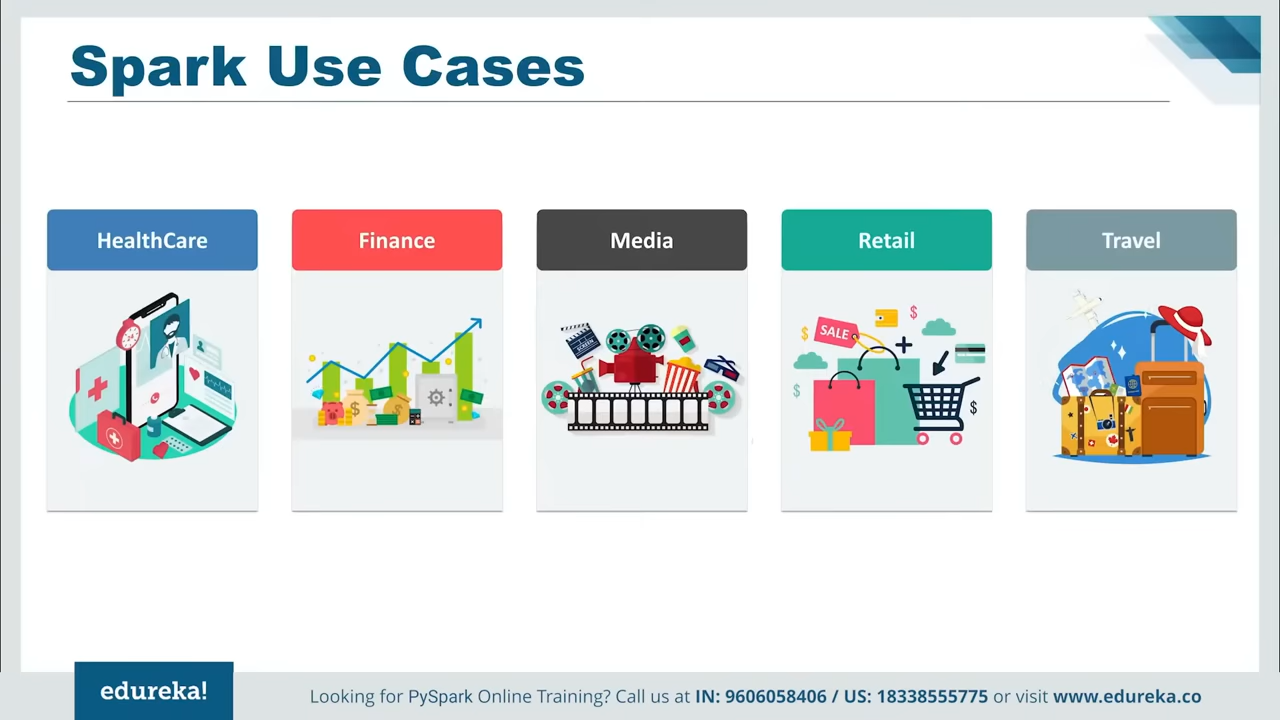 Spark Use Cases
HealthCare
Finance
Media
Retail
Travel
SCREEN
SALE
$
$
$
$
edureka!
Looking for PySpark Online Training? Call us at IN: 9606058406 / US: 18338555775 or visit www.edureka.co